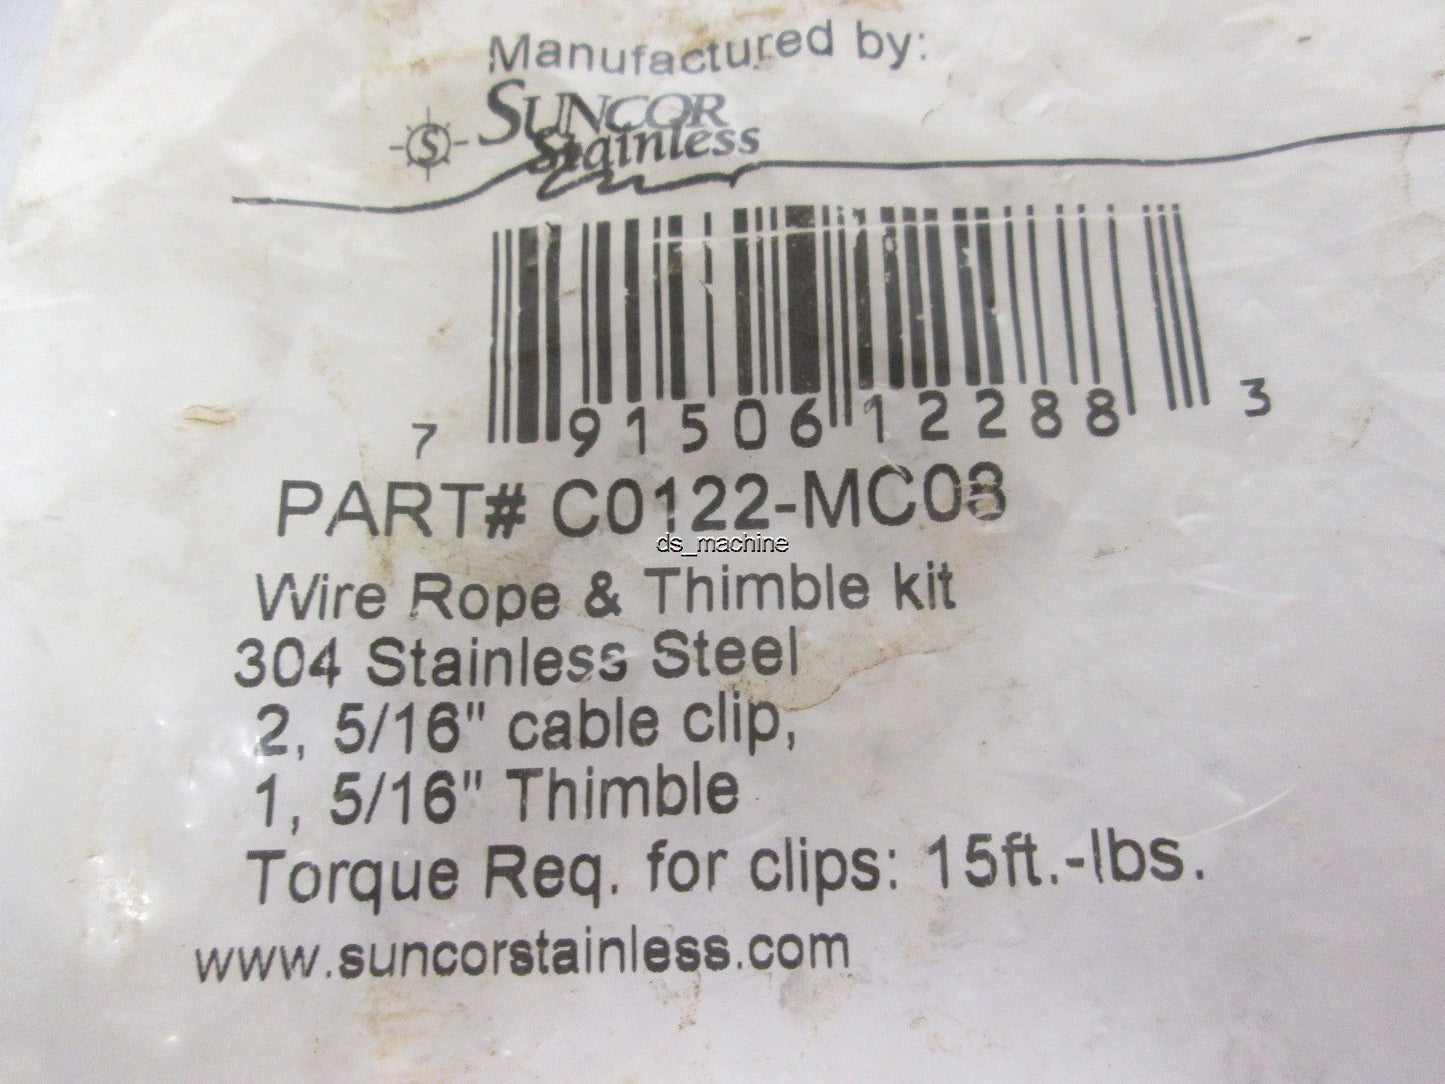 Manufactured by:
S
SUNCOR
Stainless
7 91506 12288 3
PART# C0122-MC08
ds_machine
Wire Rope & Thimble kit
304 Stainless Steel
2, 5/16" cable clip,
1, 5/16" Thimble
Torque Req. for clips: 15ft.-lbs.
www.suncorstainless.com